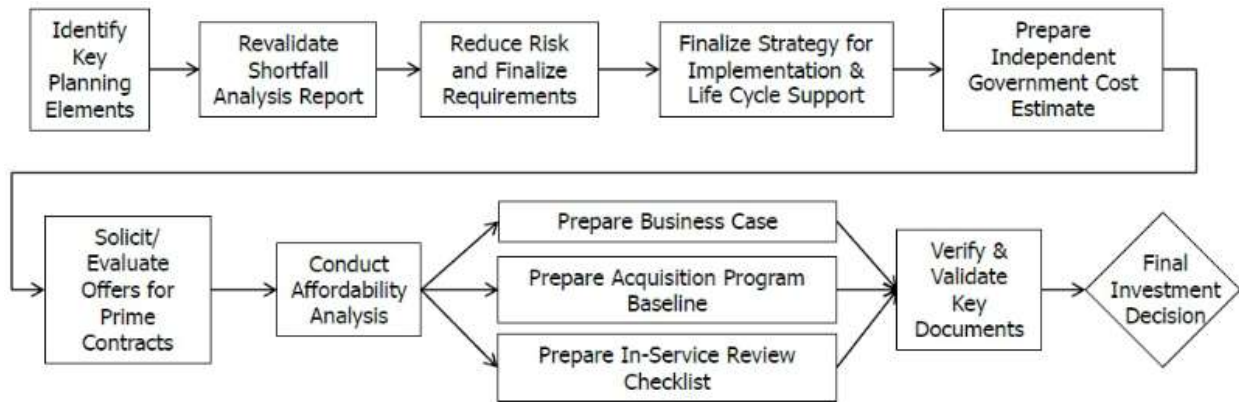 Identify
Key
Planning
Elements
Revalidate
Shortfall
Analysis Report
Reduce Risk
and Finalize
Requirements
Finalize Strategy for
Implementation &
Life Cycle Support
Prepare
Independent
Government Cost
Estimate
Solicit/
Evaluate
Offers for
Prime
Contracts
Conduct
Affordability
Analysis
Prepare Business Case
Prepare Acquisition Program
Baseline
Prepare In-Service Review
Checklist
Verify &
Validate
Key
Documents
Final
Investment
Decision